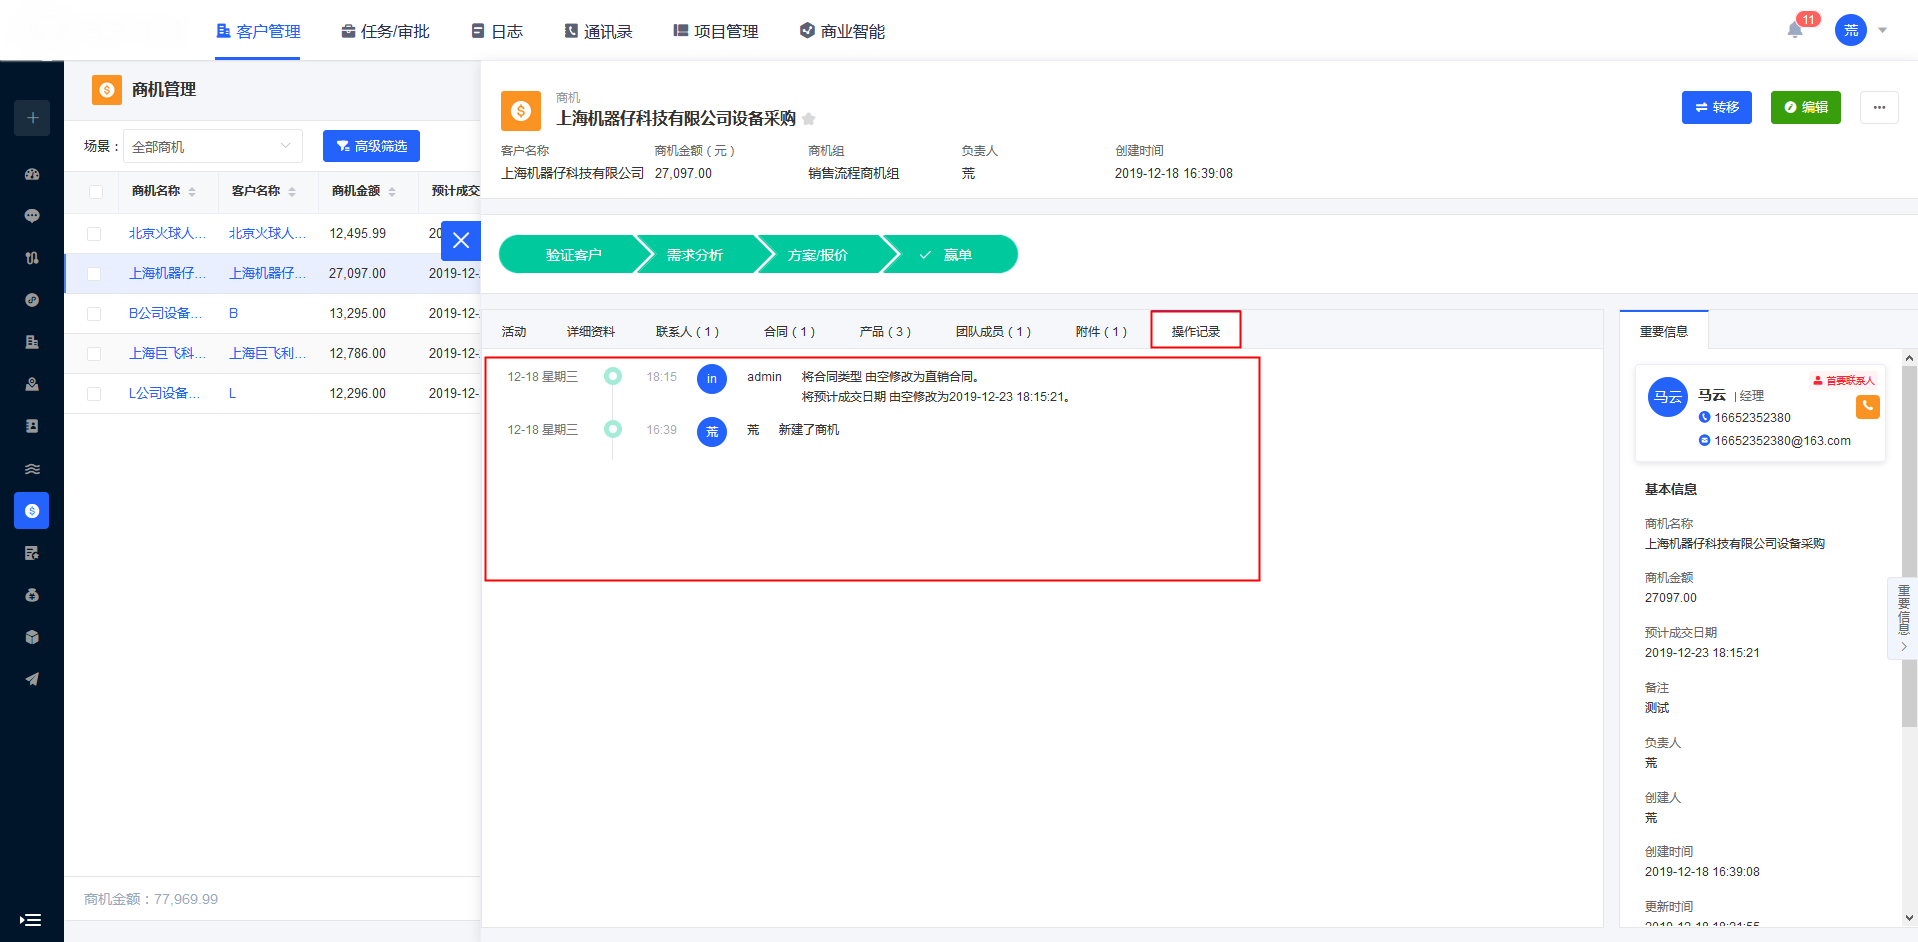 客户管理
任务/审批
日志
通讯录
项目管理
商业智能
11
荒
商机管理
场景：
全部商机
高级筛选
商机名称
客户名称
商机金额
预计成交
北京火球人...
北京火球人...
12,495.99
20
上海机器仔...
上海机器仔...
27,097.00
2019-12-
B公司设备...
B
13,295.00
2019-12-
上海巨飞科...
上海巨飞利...
12,786.00
2019-12-
L公司设备...
L
12,296.00
2019-12-
商机金额：77,969.99
商机
上海机器仔科技有限公司设备采购
转移
编辑
客户名称
商机金额（元）
商机组
负责人
创建时间
上海机器仔科技有限公司
27,097.00
销售流程商机组
荒
2019-12-18 16:39:08
验证客户
需求分析
方案/报价
赢单
活动
详细资料
联系人（1）
合同（1）
产品（3）
团队成员（1）
附件（1）
操作记录
12-18 星期三
18:15
in
admin
将合同类型 由空修改为直销合同。
将预计成交日期 由空修改为2019-12-23 18:15:21。
12-18 星期三
16:39
荒
荒
新建了商机
重要信息
首要联系人
马云
马云
| 经理
16652352380
16652352380@163.com
基本信息
商机名称
上海机器仔科技有限公司设备采购
商机金额
27097.00
预计成交日期
2019-12-23 18:15:21
备注
测试
负责人
荒
创建人
荒
创建时间
2019-12-18 16:39:08
更新时间
重要信息